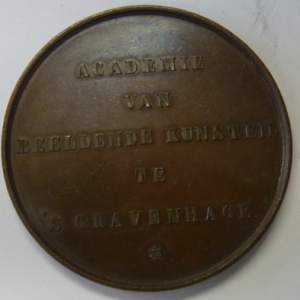 ACADEMIE
VAN
BEELDENDE KUNSTEN
TE
'S GRAVENHAGE.